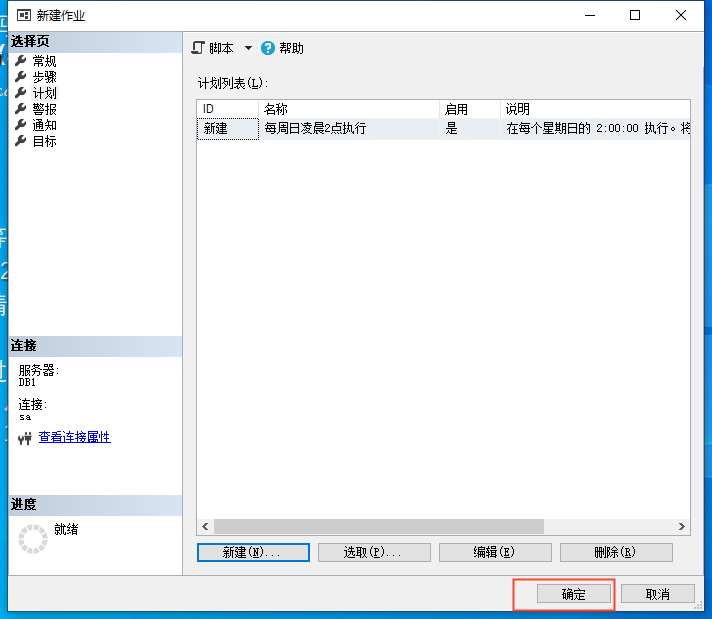 新建作业
选择页
常规
步骤
计划
警报
通知
目标
脚本 帮助
计划列表(L):
ID 名称 启用 说明
新建 每周日凌晨2点执行 是 在每个星期日的 2:00:00 执行。将
连接
服务器:
DB1
连接:
sa
查看连接属性
进度
就绪
新建(N)... 选取(P)... 编辑(E) 删除(R)
确定 取消